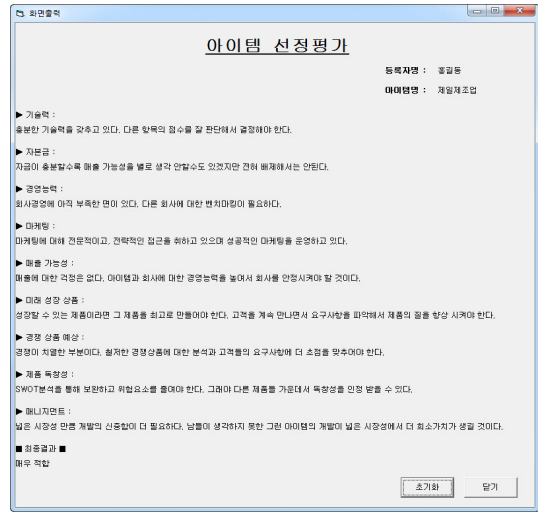 화면출력
아이템 선정평가
등록자명 : 홍길동
아이템명 : 제일제조업
▶ 기술력 :
충분한 기술력을 갖추고 있다. 다른 항목의 점수를 잘 판단해서 결정해야 한다.
▶ 자본금 :
자금이 충분할수록 매출 가능성을 별로 생각 안할수도 있겠지만 전혀 배제해서는 안된다.
▶ 경영능력 :
회사경영에 아직 부족한 면이 있다. 다른 회사에 대한 벤치마킹이 필요하다.
▶ 마케팅 :
마케팅에 대해 전문적이고, 전략적인 접근을 취하고 있으며 성공적인 마케팅을 운영하고 있다.
▶ 매출 가능성 :
매출에 대한 걱정은 없다. 아이템과 회사에 대한 경영능력을 높여서 회사를 안정시켜야 할 것이다.
▶ 미래 성장 상품 :
성장할 수 있는 제품이라면 그 제품을 최고로 만들어야 한다. 고객을 계속 만나면서 요구사항을 파악해서 제품의 질을 향상 시켜야 한다.
▶ 경쟁 상품 예상 :
경쟁이 치열한 부분이다. 철저한 경쟁상품에 대한 분석과 고객들의 요구사항에 더 초점을 맞추어야 한다.
▶ 제품 독창성 :
SWOT분석을 통해 보완하고 위험요소를 줄여야 한다. 그래야 다른 제품들 가운데서 독창성을 인정 받을 수 있다.
▶ 매니지먼트 :
넓은 시장성 만큼 개발의 신중함이 더 필요하다. 남들이 생각하지 못한 그런 아이템의 개발이 넓은 시장성에서 더 희소가치가 생길 것이다.
■ 최종결과 ■
매우 적합
초기화
닫기